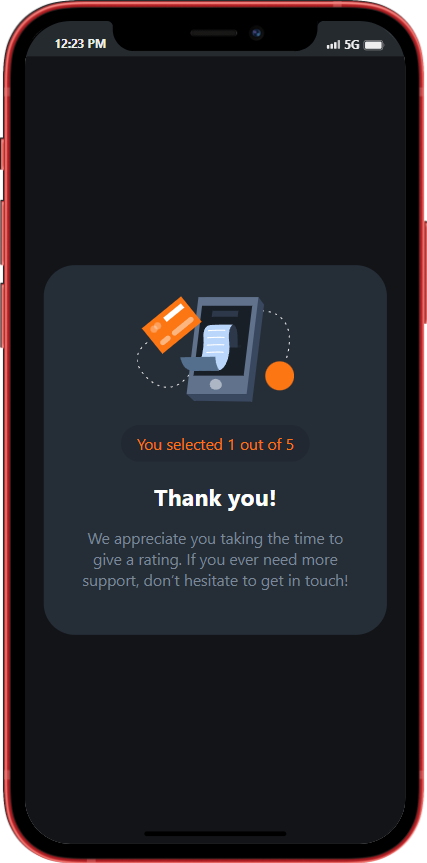 12:23 PM 5G
You selected 1 out of 5
Thank you!
We appreciate you taking the time to
give a rating. If you ever need more
support, don't hesitate to get in touch!